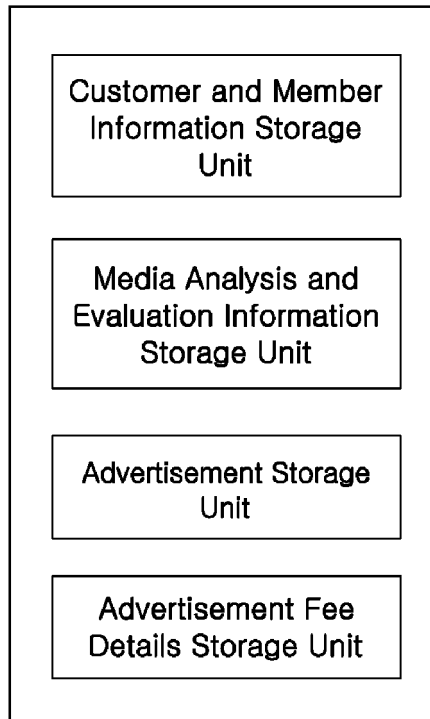 Customer and Member
Information Storage
Unit
Media Analysis and
Evaluation Information
Storage Unit
Advertisement Storage
Unit
Advertisement Fee
Details Storage Unit